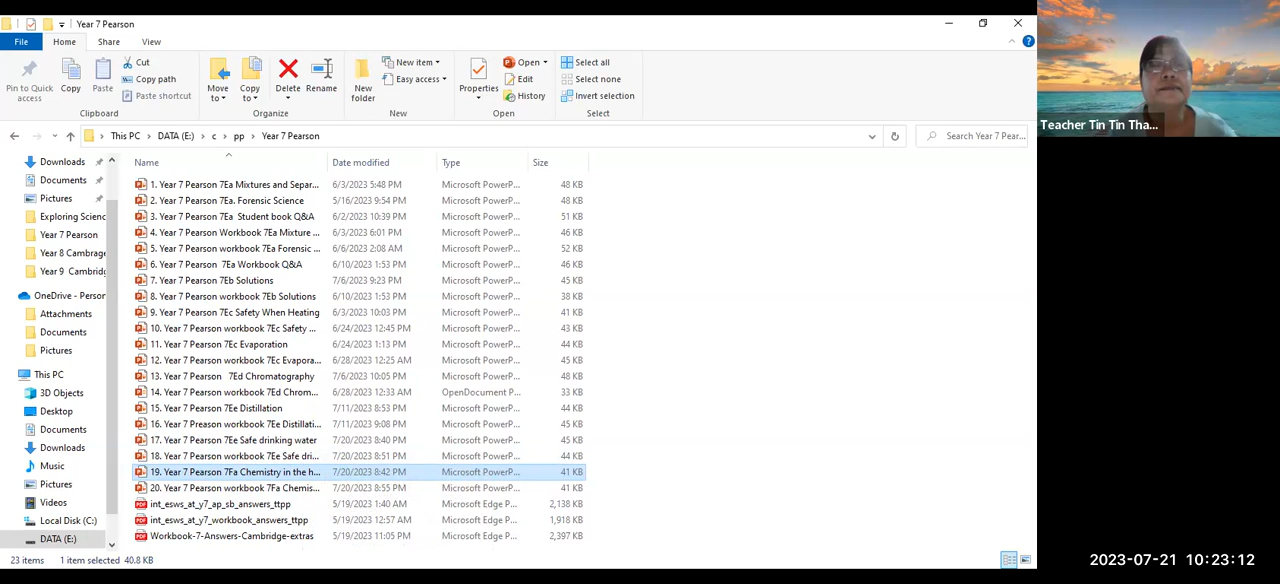 Year 7 Pearson
File Home Share View
Pin to Quick access
Copy
Paste
Cut
Copy path
Paste shortcut
Clipboard
Move to
Copy to
Delete
Rename
Organize
New folder
New item
Easy access
New
Properties
Open
Edit
History
Open
Select all
Select none
Invert selection
Select
This PC > DATA (E:) > c > pp > Year 7 Pearson
Search Year 7 Pear...
Downloads
Documents
Pictures
Exploring Scienc
Year 7 Pearson
Year 8 Cambrage
Year 9 Cambridg
OneDrive - Person
Attachments
Documents
Pictures
This PC
3D Objects
Desktop
Documents
Downloads
Music
Pictures
Videos
Local Disk (C:)
DATA (E:)
Name Date modified Type Size
1. Year 7 Pearson 7Ea Mixtures and Separ... 6/3/2023 5:48 PM Microsoft PowerP... 48 KB
2. Year 7 Pearson 7Ea. Forensic Science 5/16/2023 9:54 PM Microsoft PowerP... 48 KB
3. Year 7 Pearson 7Ea Student book Q&A 6/2/2023 10:39 PM Microsoft PowerP... 51 KB
4. Year 7 Pearson Workbook 7Ea Mixture ... 6/3/2023 6:01 PM Microsoft PowerP... 46 KB
5. Year 7 Pearson workbook 7Ea Forensic ... 6/6/2023 2:08 AM Microsoft PowerP... 52 KB
6. Year 7 Pearson 7Ea Workbook Q&A 6/10/2023 1:53 PM Microsoft PowerP... 46 KB
7. Year 7 Pearson 7Eb Solutions 7/6/2023 9:23 PM Microsoft PowerP... 45 KB
8. Year 7 Pearson workbook 7Eb Solutions 6/10/2023 1:53 PM Microsoft PowerP... 38 KB
9. Year 7 Pearson 7Ec Safety When Heating 6/3/2023 10:03 PM Microsoft PowerP... 41 KB
10. Year 7 Pearson workbook 7Ec Safety ... 6/24/2023 12:45 PM Microsoft PowerP... 43 KB
11. Year 7 Pearson 7Ec Evaporation 6/24/2023 1:13 PM Microsoft PowerP... 44 KB
12. Year 7 Pearson workbook 7Ec Evapora... 6/28/2023 12:25 AM Microsoft PowerP... 45 KB
13. Year 7 Pearson 7Ed Chromatography 7/6/2023 10:05 PM Microsoft PowerP... 48 KB
14. Year 7 Pearson workbook 7Ed Chrom... 6/28/2023 12:33 AM OpenDocument P... 33 KB
15. Year 7 Pearson 7Ee Distillation 7/11/2023 8:53 PM Microsoft PowerP... 44 KB
16. Year 7 Preason workbook 7Ee Distillati... 7/11/2023 9:08 PM Microsoft PowerP... 45 KB
17. Year 7 Pearson 7Ee Safe drinking water 7/20/2023 8:40 PM Microsoft PowerP... 45 KB
18. Year 7 Pearson workbook 7Ee Safe dri... 7/20/2023 8:51 PM Microsoft PowerP... 44 KB
19. Year 7 Pearson 7Fa Chemistry in the h... 7/20/2023 8:42 PM Microsoft PowerP... 41 KB
20. Year 7 Pearson workbook 7Fa Chemis... 7/20/2023 8:55 PM Microsoft PowerP... 41 KB
int_esws_at_y7_ap_sb_answers_ttpp 5/19/2023 1:40 AM Microsoft Edge P... 2,138 KB
int_esws_at_y7_workbook_answers_ttpp 5/19/2023 12:57 AM Microsoft Edge P... 1,918 KB
Workbook-7-Answers-Cambridge-extras 5/19/2023 11:05 PM Microsoft Edge P... 2,397 KB
23 items 1 item selected 40.8 KB
Teacher Tin Tin Tha...
2023-07-21 10:23:12